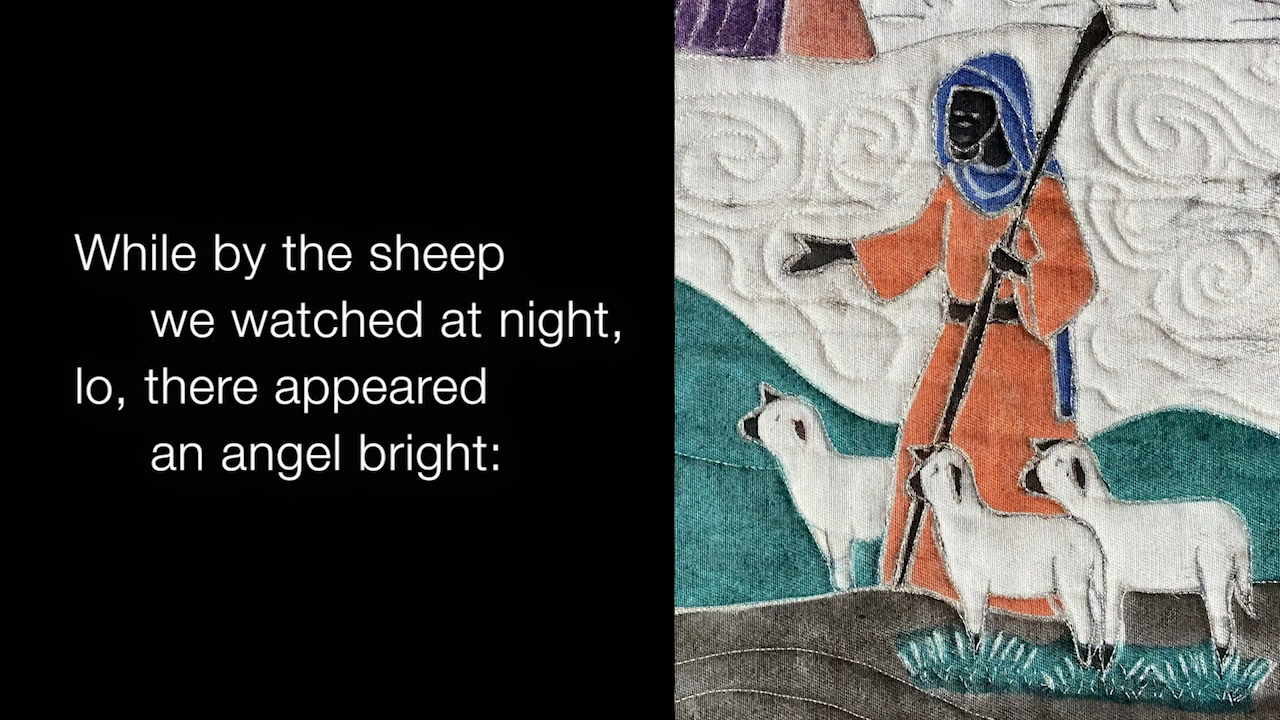 While by the sheep
we watched at night,
lo, there appeared
an angel bright: